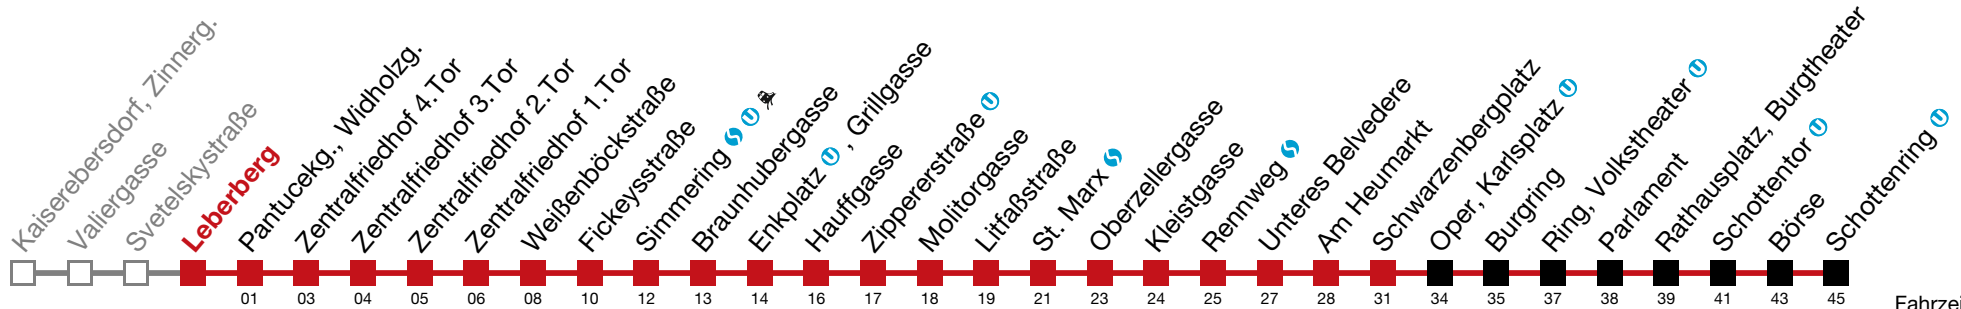 Kaiserebersdorf, Zinnerg.
Valiergasse
Svetelskystraße
Leberberg
Pantucekg., Widholzg.
Zentralfriedhof 4.Tor
Zentralfriedhof 3.Tor
Zentralfriedhof 2.Tor
Zentralfriedhof 1.Tor
Weißenböckstraße
Fickeysstraße
Simmering S U
Braunhubergasse
Enkplatz U , Grillgasse
Hauffgasse
Zippererstraße U
Molitorgasse
Litfaßstraße
St. Marx S
Oberzellergasse
Kleistgasse
Rennweg S
Unteres Belvedere
Am Heumarkt
Schwarzenbergplatz
Oper, Karlsplatz U
Burgring
Ring, Volkstheater U
Parlament
Rathausplatz, Burgtheater
Schottentor U
Börse
Schottenring U
01 03 04 05 06 08 10 12 13 14 16 17 18 19 21 23 24 25 27 28 31 34 35 37 38 39 41 43 45